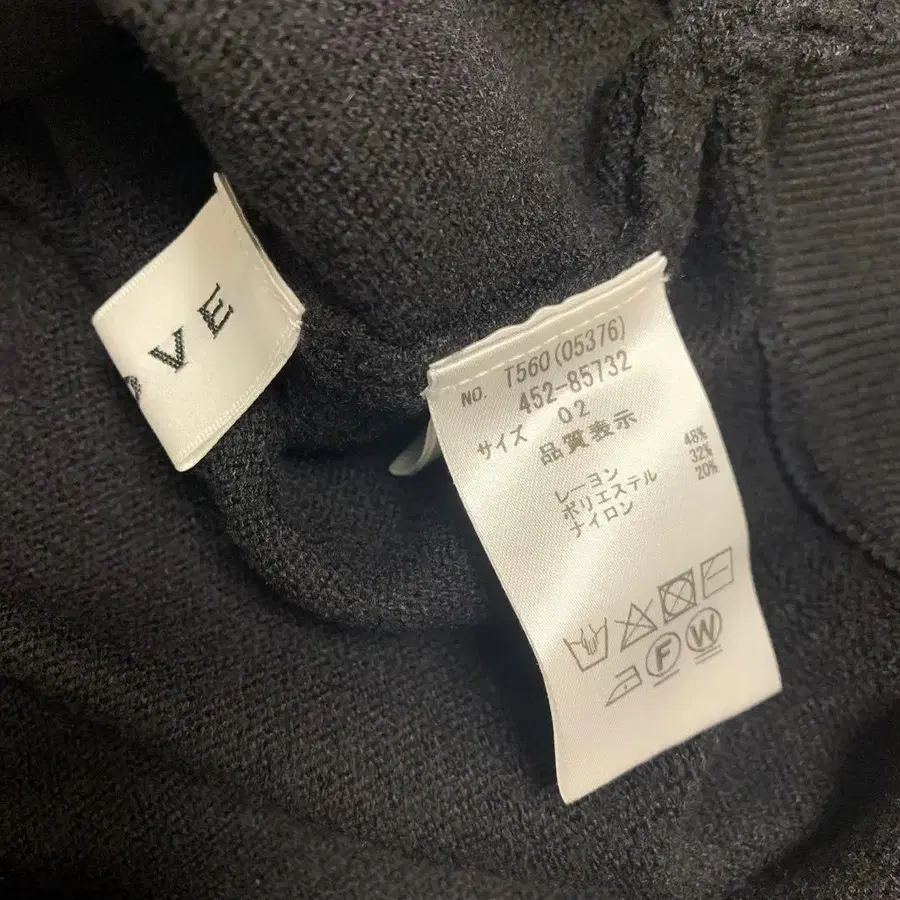 VE
NO. T560(05376)
452-85732
サイズ 02
品質表示
レーヨン 48%
ポリエステル 32%
ナイロン 20%
F W